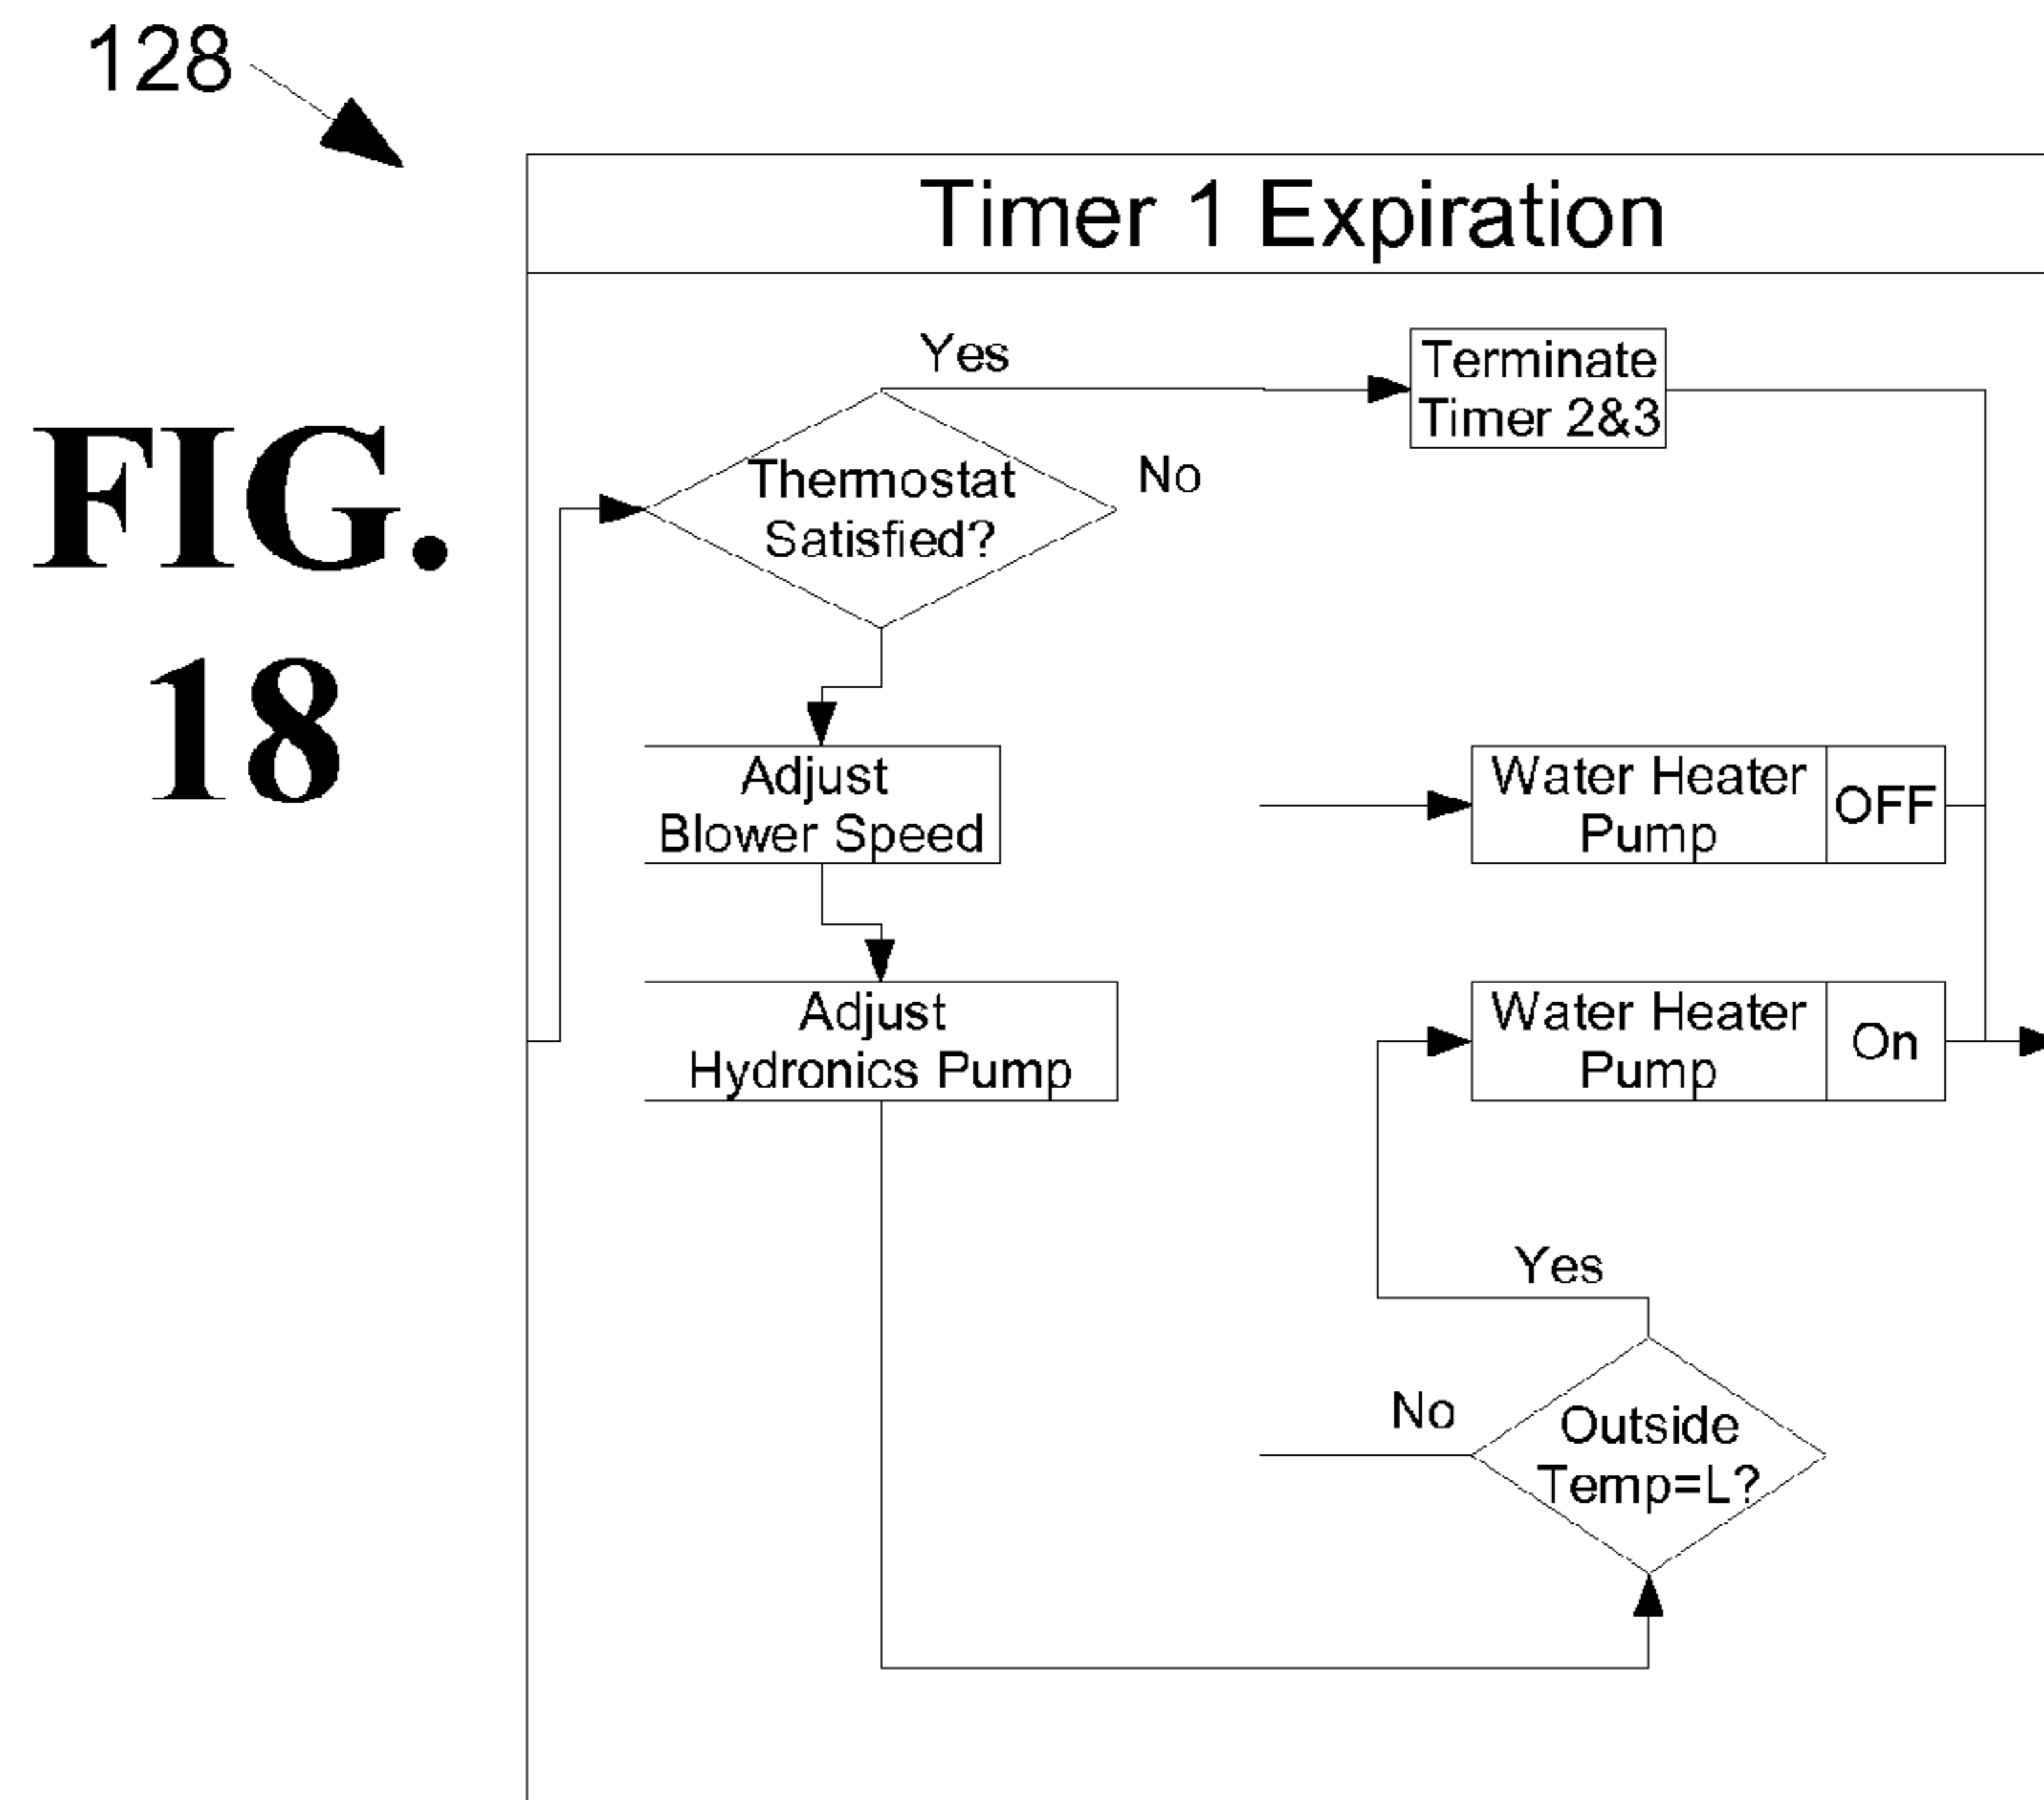 128
FIG.
18
Timer 1 Expiration
Yes
Terminate
Timer 2&3
Thermostat
Satisfied?
No
Adjust
Blower Speed
Water Heater
Pump
OFF
Adjust
Hydronics Pump
Water Heater
Pump
On
Yes
No
Outside
Temp=L?